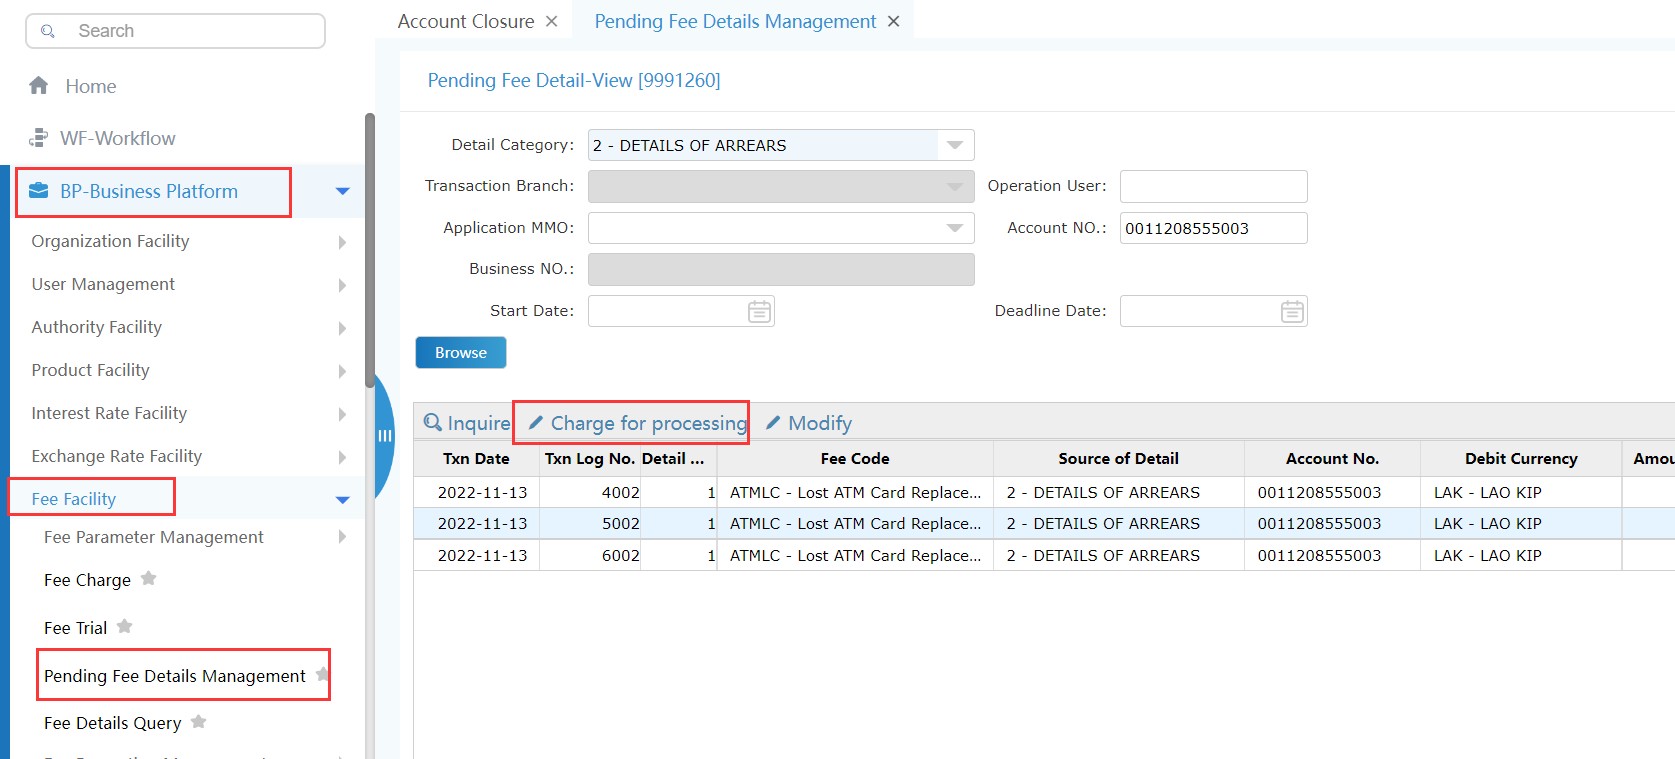 Search
Home
WF-Workflow
BP-Business Platform
Organization Facility
User Management
Authority Facility
Product Facility
Interest Rate Facility
Exchange Rate Facility
Fee Facility
Fee Parameter Management
Fee Charge
Fee Trial
Pending Fee Details Management
Fee Details Query
Account Closure
Pending Fee Details Management
Pending Fee Detail-View [9991260]
Detail Category: 2 - DETAILS OF ARREARS
Transaction Branch: Operation User:
Application MMO: Account NO.: 0011208555003
Business NO.:
Start Date: Deadline Date:
Browse
Inquire Charge for processing Modify
Txn Date Txn Log No. Detail ... Fee Code Source of Detail Account No. Debit Currency Amou
2022-11-13 4002 1 ATMLC - Lost ATM Card Replace... 2 - DETAILS OF ARREARS 0011208555003 LAK - LAO KIP
2022-11-13 5002 1 ATMLC - Lost ATM Card Replace... 2 - DETAILS OF ARREARS 0011208555003 LAK - LAO KIP
2022-11-13 6002 1 ATMLC - Lost ATM Card Replace... 2 - DETAILS OF ARREARS 0011208555003 LAK - LAO KIP